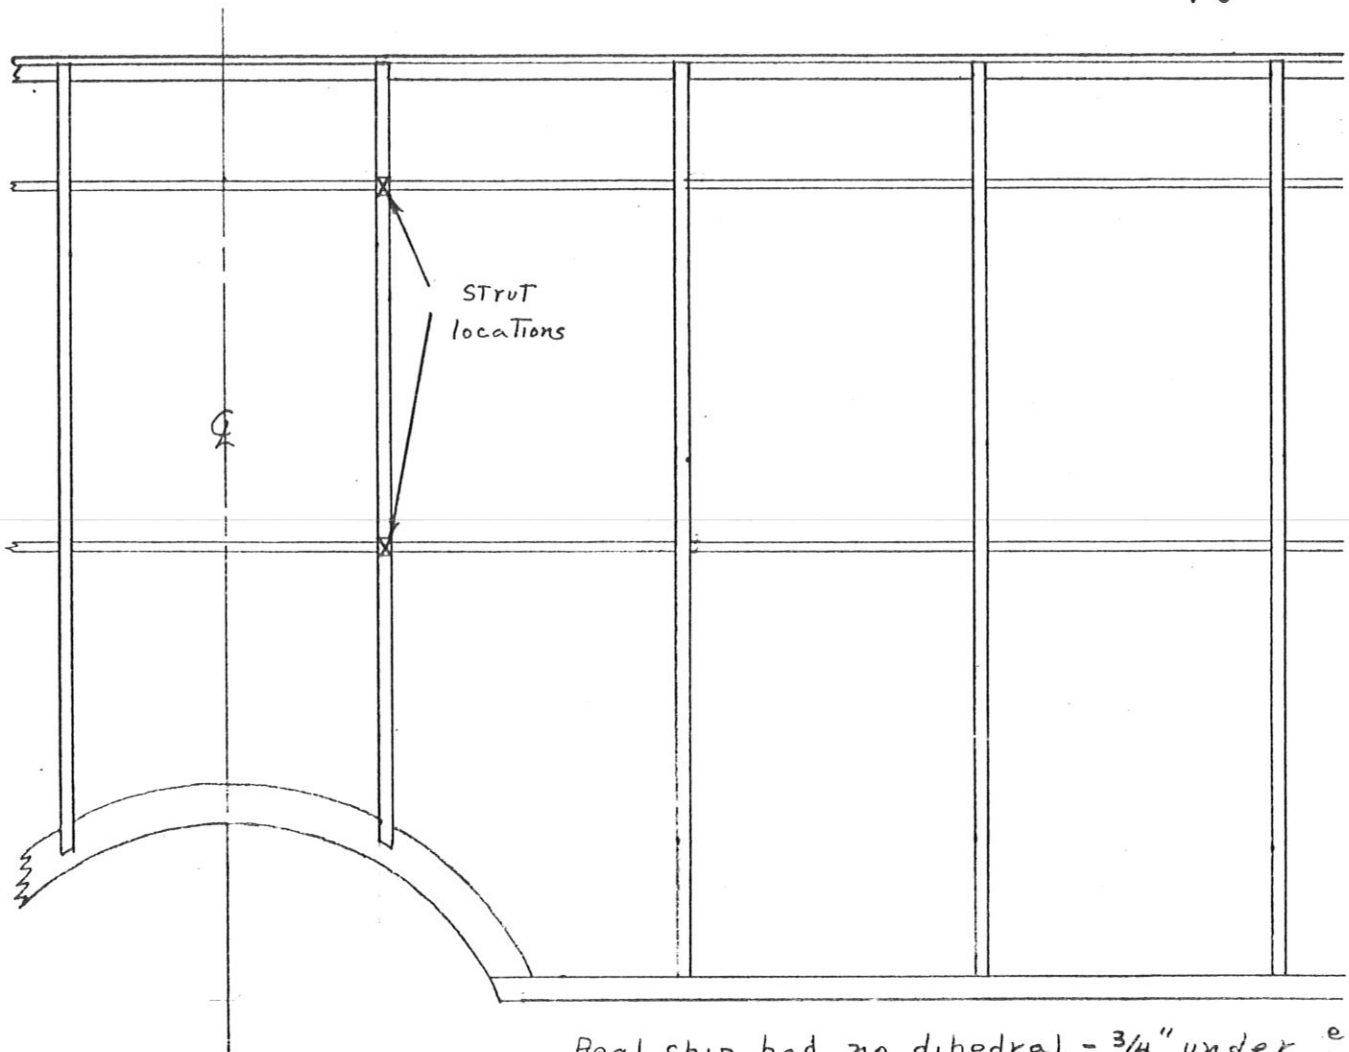 strut
locations
℄
Real ship had no dihedral - 3/4" under